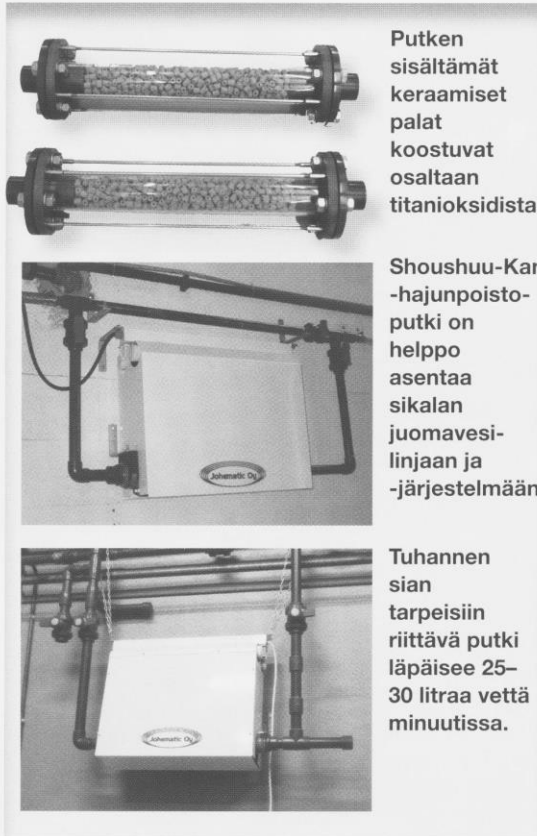 Putken
sisältämät
keraamiset
palat
koostuvat
osaltaan
titanioksidista
Shoushuu-Kan
-hajunpoisto-
putki on
helppo
asentaa
sikalan
juomavesi-
linjaan ja
-järjestelmään
Johematic Oy
Tuhannen
sian
tarpeisiin
riittävä putki
läpäisee 25–
30 litraa vettä
minuutissa.
Johematic Oy